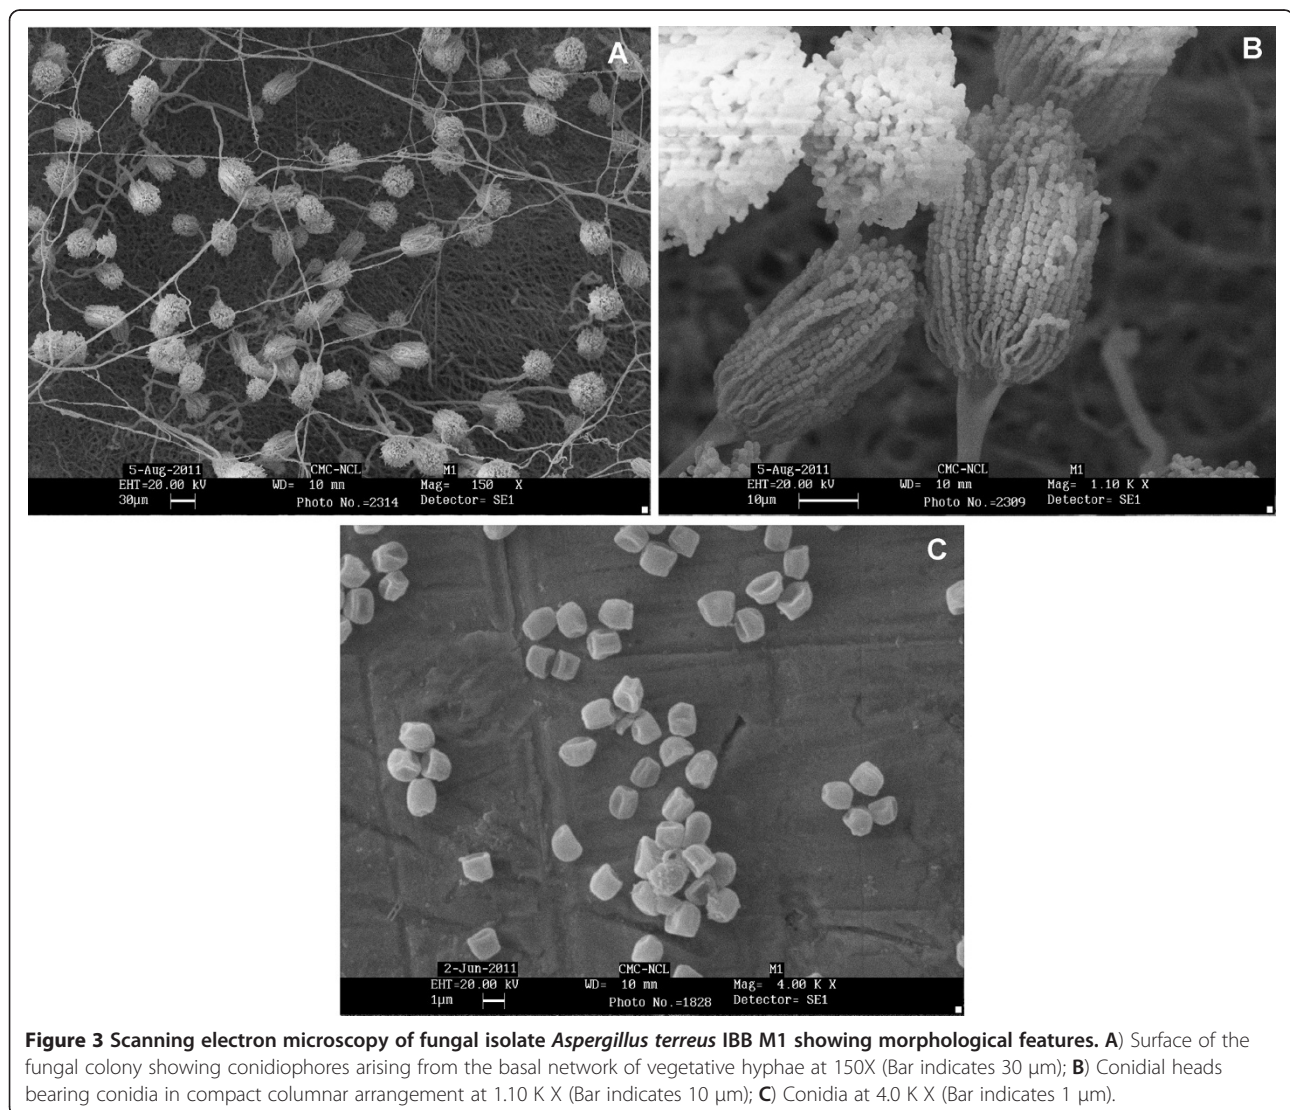 A
5-Aug-2011 CMC-NCL M1
EHT=20.00 kV WD= 10 mm Mag= 150 X
30µm Photo No.=2314 Detector= SE1
B
5-Aug-2011 CMC-NCL M1
EHT=20.00 kV WD= 10 mm Mag= 1.10 K X
10µm Photo No.=2309 Detector= SE1
C
2-Jun-2011 CMC-NCL M1
EHT=20.00 kV WD= 10 mm Mag= 4.00 K X
1µm Photo No.=1828 Detector= SE1
Figure 3 Scanning electron microscopy of fungal isolate Aspergillus terreus IBB M1 showing morphological features. A) Surface of the
fungal colony showing conidiophores arising from the basal network of vegetative hyphae at 150X (Bar indicates 30 µm); B) Conidial heads
bearing conidia in compact columnar arrangement at 1.10 K X (Bar indicates 10 µm); C) Conidia at 4.0 K X (Bar indicates 1 µm).